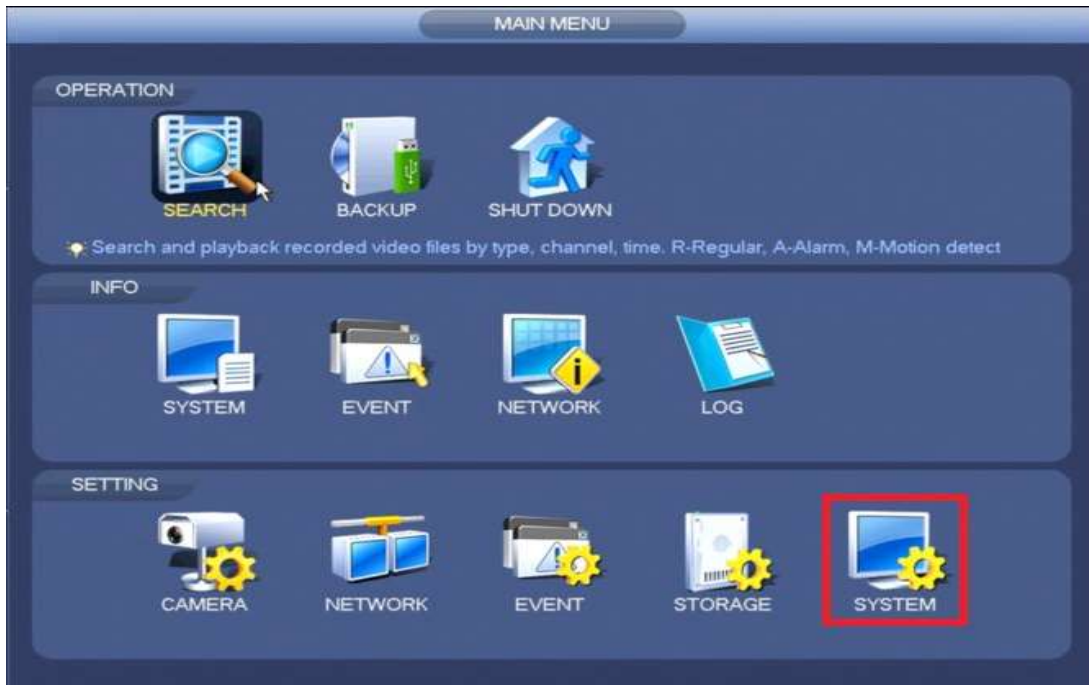 MAIN MENU
OPERATION
SEARCH BACKUP SHUT DOWN
Search and playback recorded video files by type, channel, time. R-Regular, A-Alarm, M-Motion detect
INFO
SYSTEM EVENT NETWORK LOG
SETTING
CAMERA NETWORK EVENT STORAGE SYSTEM